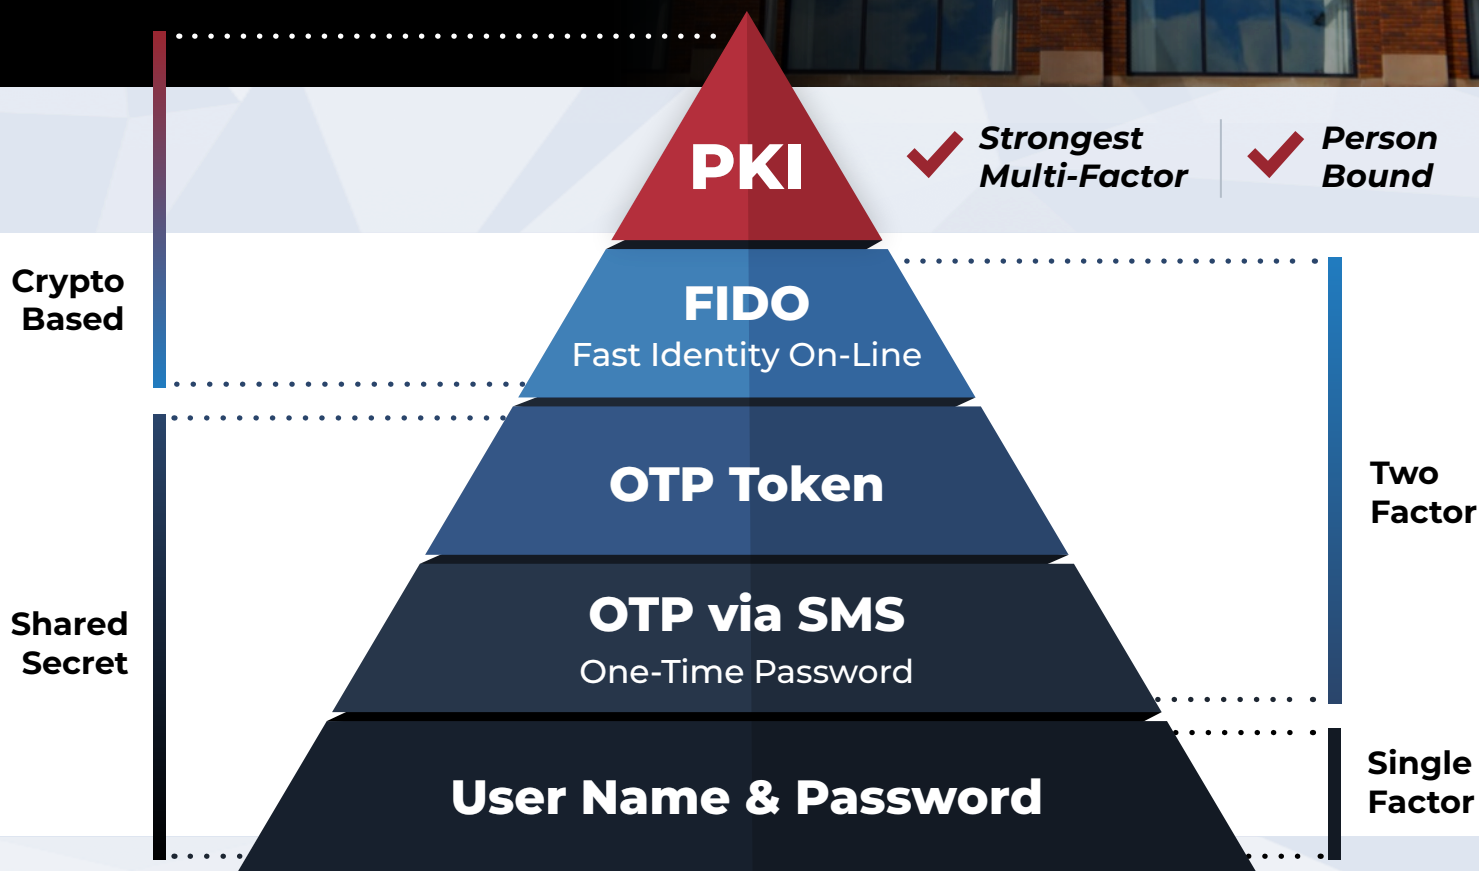 PKI
Strongest
Multi-Factor
Person
Bound
Crypto
Based
FIDO
Fast Identity On-Line
OTP Token
Two
Factor
Shared
Secret
OTP via SMS
One-Time Password
User Name & Password
Single
Factor